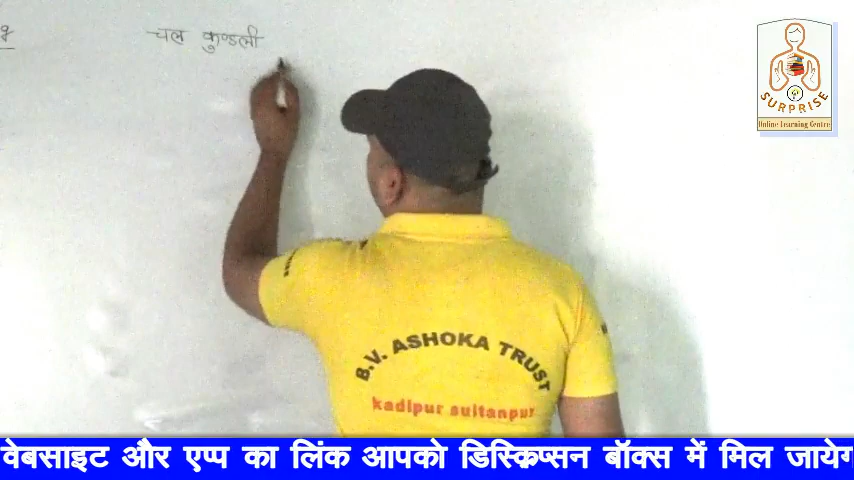 चल कुण्डली
SURPRISE
Online Learning Centre
B.V. ASHOKA TRUST
kadipur sultanpur
वेबसाइट और एप्प का लिंक आपको डिस्क्रिप्सन बॉक्स में मिल जायेग